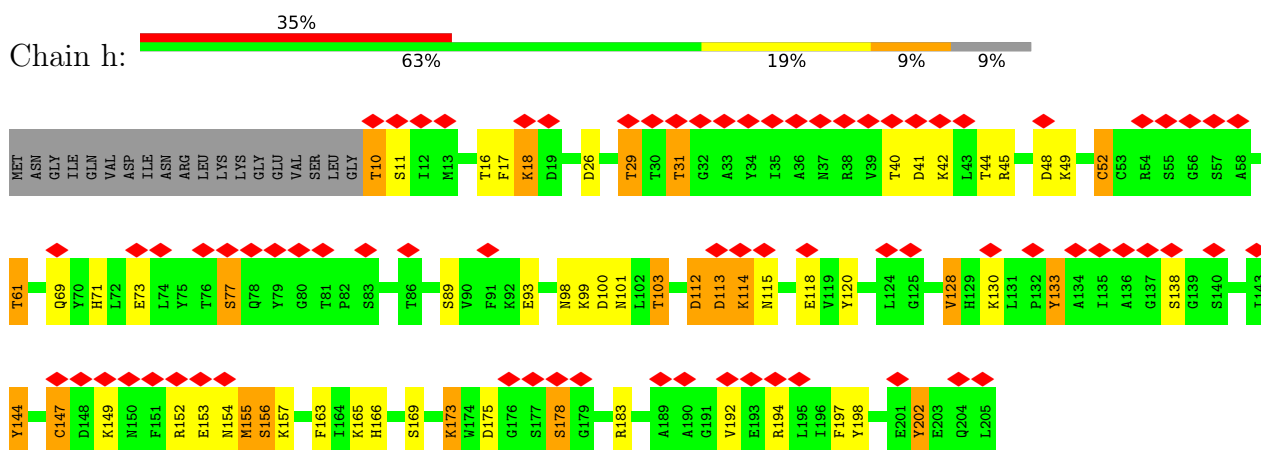 35%
Chain h:
63% 19% 9% 9%
MET ASN GLY ILE GLN VAL ASP ILE ASN ARG LEU LYS LYS GLY GLU VAL SER LEU GLY T10 S11 I12 M13 T16 F17 K18 D19 D26 T29 T30 T31 G32 A33 Y34 I35 A36 N37 R38 V39 T40 D41 K42 L43 T44 R45 D48 K49 C52 C53 R54 S55 G56 S57 A58
T61 Q69 Y70 H71 L72 E73 L74 Y75 T76 S77 Q78 Y79 G80 T81 P82 S83 T86 S89 V90 F91 K92 E93 N98 K99 D100 N101 L102 T103 D112 D113 K114 N115 E118 V119 Y120 L124 G125 V128 H129 K130 L131 P132 Y133 A134 I135 A136 G137 S138 G139 S140
Y144 C147 D148 K149 N150 F151 R152 E153 N154 M155 S156 K157 F163 I164 K165 H166 S169 K173 W174 D175 G176 S177 S178 G179 R183 A189 A190 G191 V192 E193 R194 L195 I196 F197 Y198 E201 Y202 E203 Q204 L205